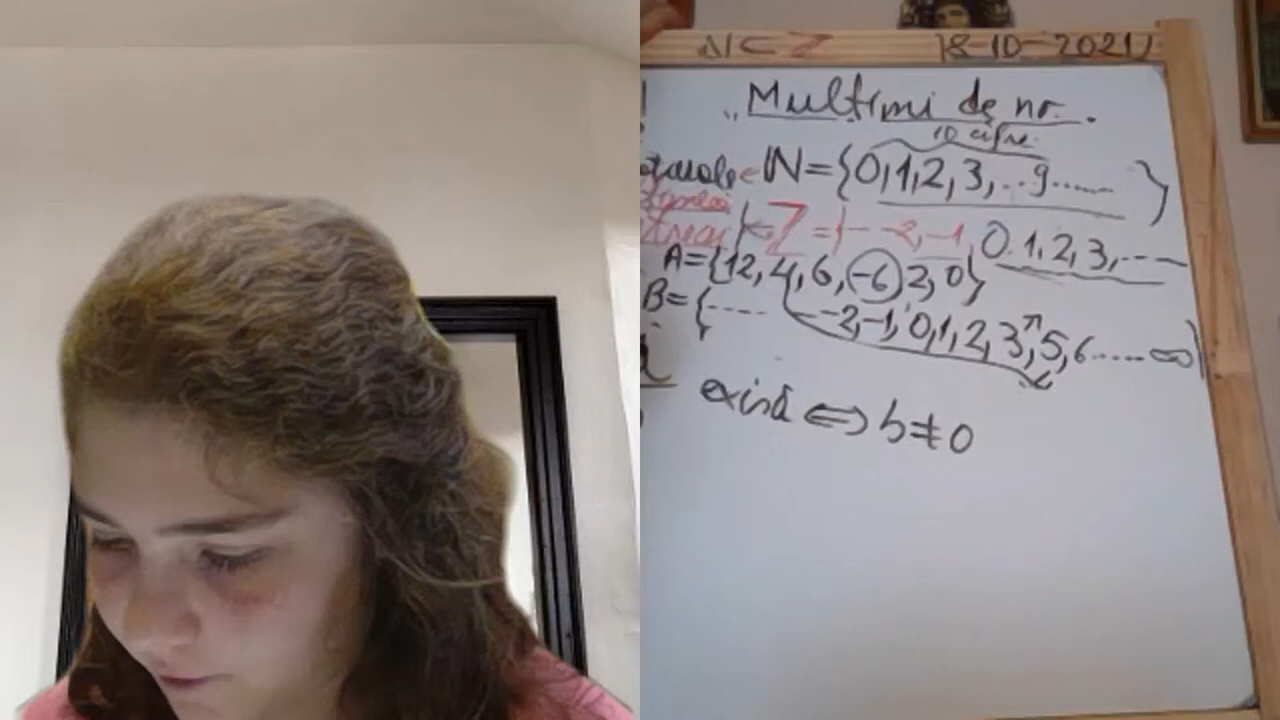 N ⊂ Z 18-10-2021
"Multimi de nr.
10 cifre
N={0,1,2,3,..9......}
Z={---2,-1,0.1,2,3,----
A={12,4,6,-6,2,0}
B={---- -2,-1,0,1,2,3,5,6.....∞}
există ⇔ b≠0